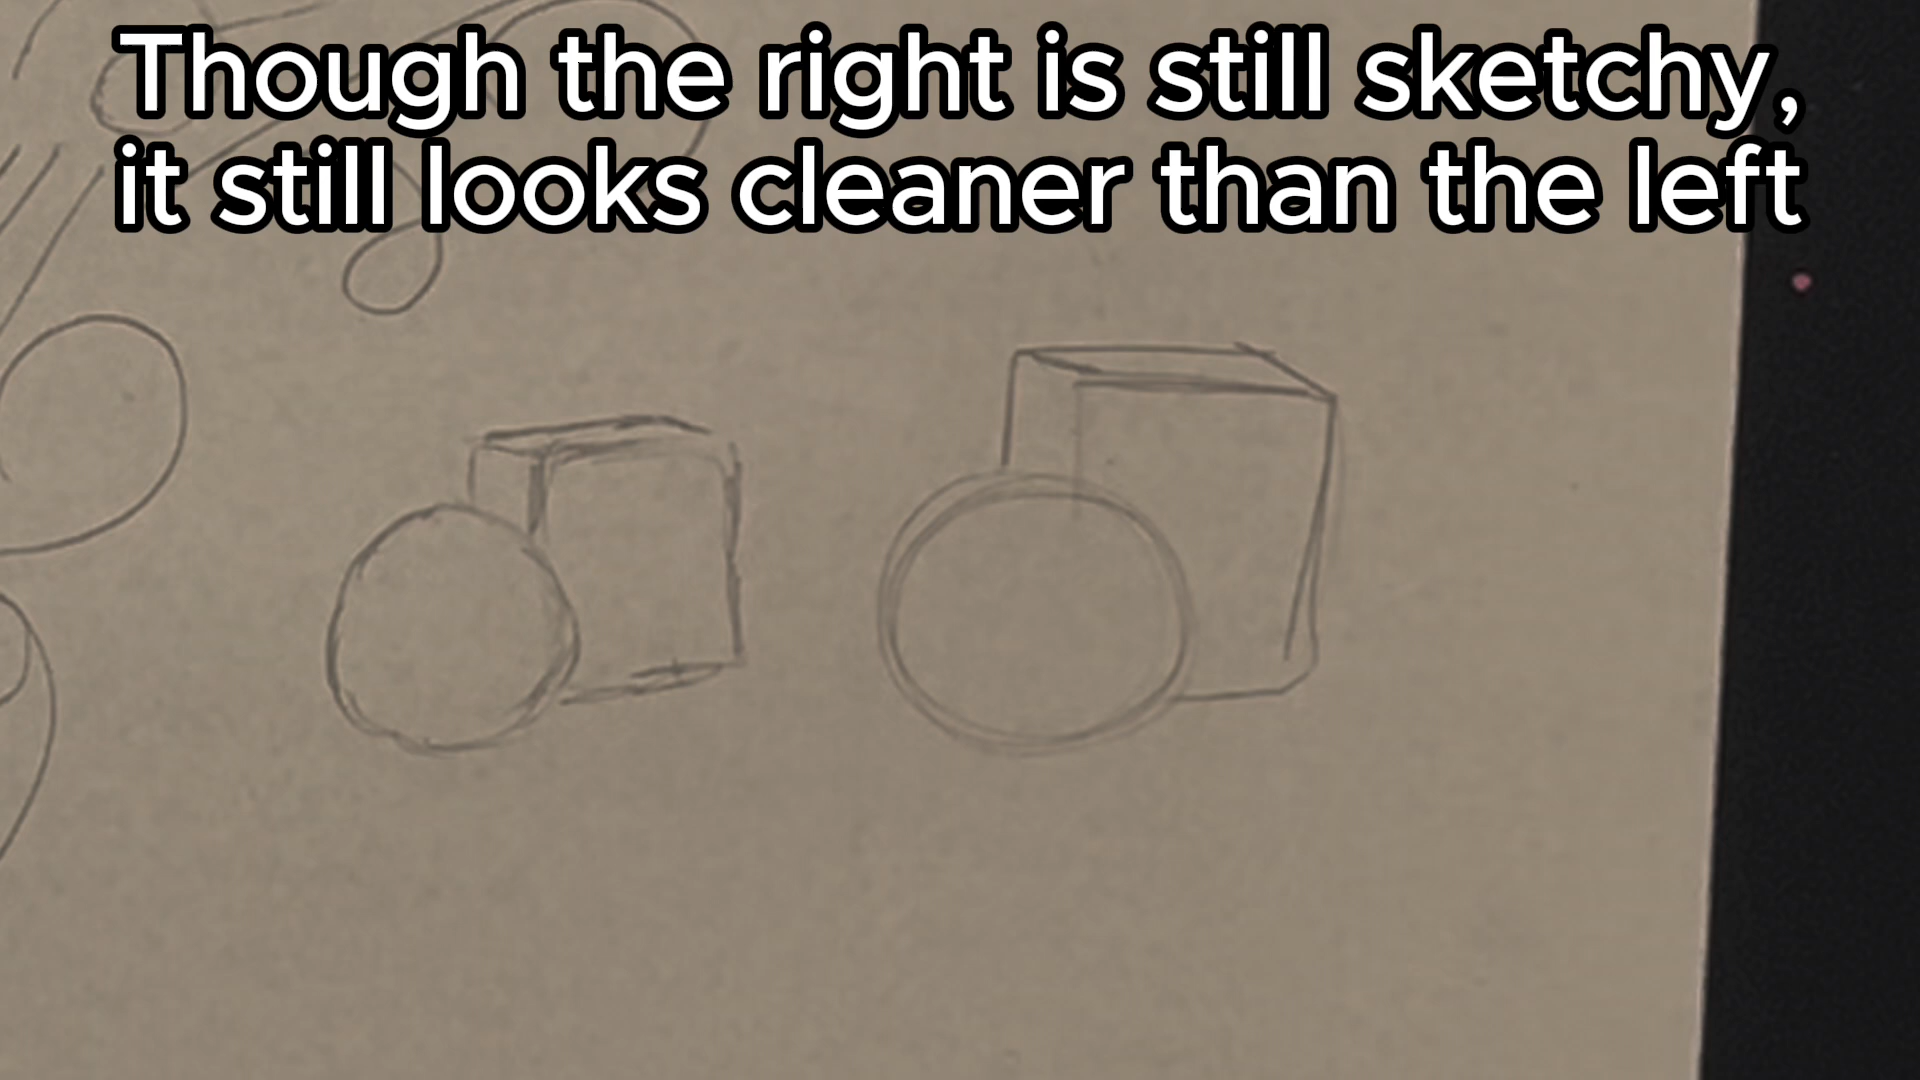 Though the right is still sketchy,
it still looks cleaner than the left